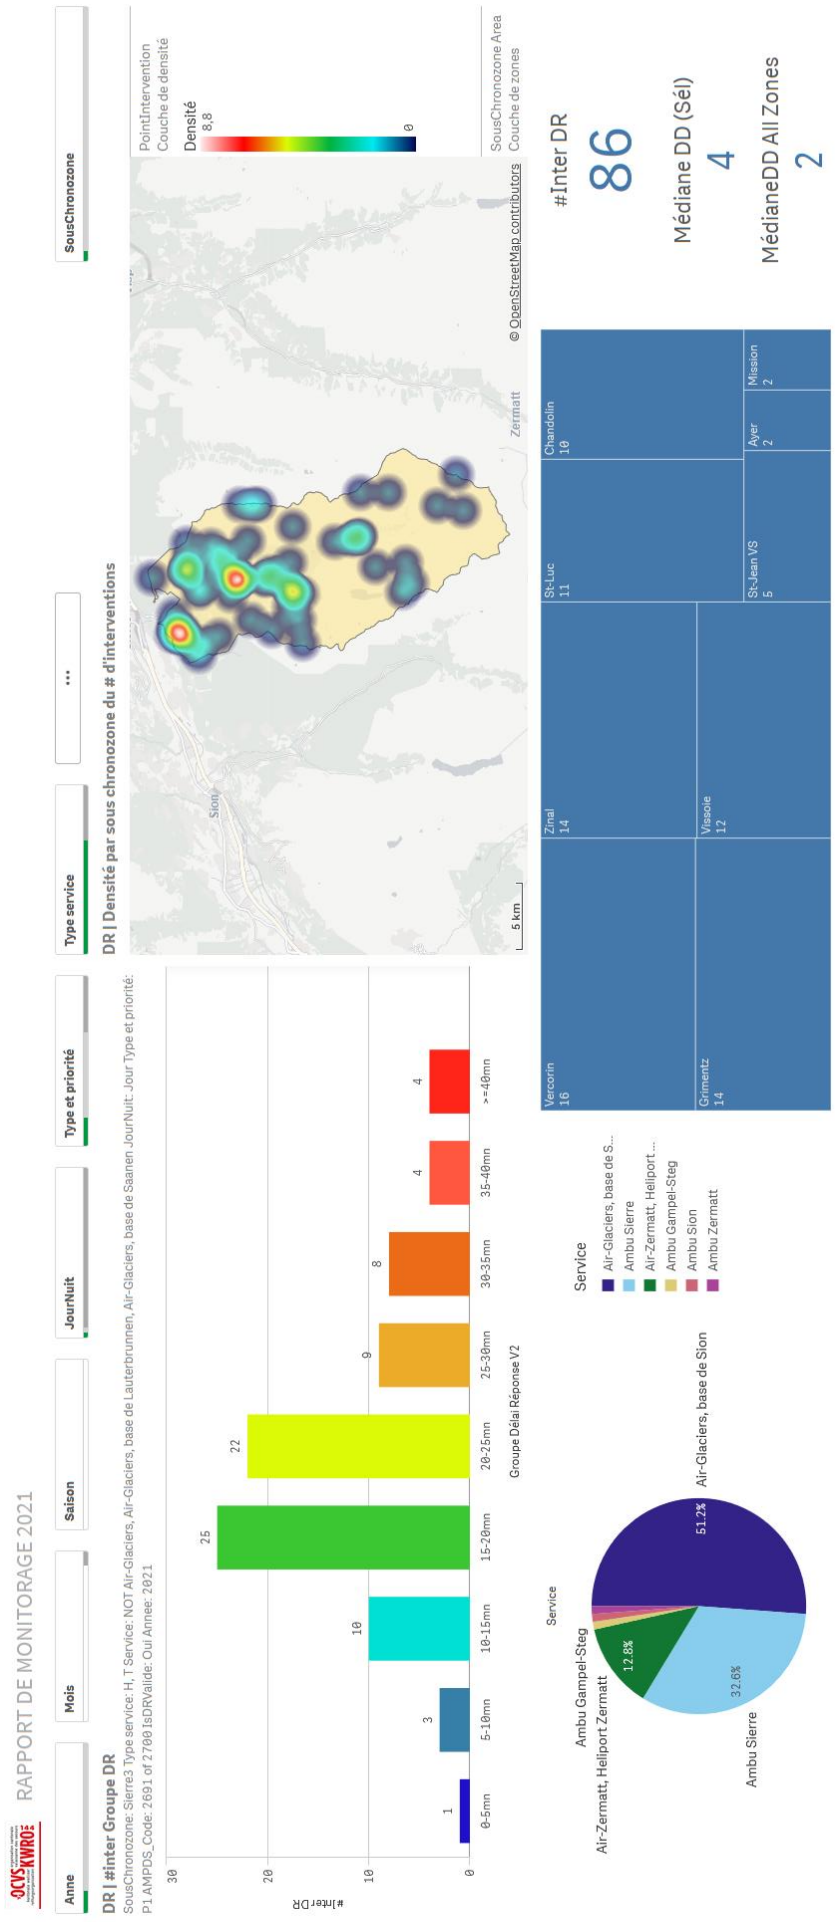 OCVS
KWRO
RAPPORT DE MONITORAGE 2021
Anne
Mois
Saison
JourNuit
Type et priorité
Type service
...
SousChronozone
DR | #inter Groupe DR
SousChronozone: Sierre3 Type service: H, T Service: NOT Air-Glaciers, Air-Glaciers, base de Lauterbrunnen, Air-Glaciers, base de Saanen JourNuit: Jour Type et priorité:
P1 AMPDS_Code: 2691 of 2700 IsDRValide: Oui Annee: 2021
#Inter DR
30
20
10
0
1
3
10
25
22
9
8
4
4
0-5mn
5-10mn
10-15mn
15-20mn
20-25mn
25-30mn
30-35mn
35-40mn
>=40mn
Groupe Délai Réponse V2
DR | Densité par sous chronozone du # d'interventions
Sion
Zermatt
5 km
© OpenStreetMap contributors
PointIntervention
Couche de densité
Densité
8,8
0
SousChronozone Area
Couche de zones
Service
Ambu Gampel-Steg
Air-Zermatt, Heliport Zermatt
12.8%
51.2%
Air-Glaciers, base de Sion
32.6%
Ambu Sierre
Service
Air-Glaciers, base de S...
Ambu Sierre
Air-Zermatt, Heliport ...
Ambu Gampel-Steg
Ambu Sion
Ambu Zermatt
Vercorin
16
Grimentz
14
Zinal
14
Vissoie
12
St-Luc
11
Chandolin
10
St-Jean VS
5
Ayer
2
Mission
2
#Inter DR
86
Médiane DD (Sél)
4
MédianeDD All Zones
2